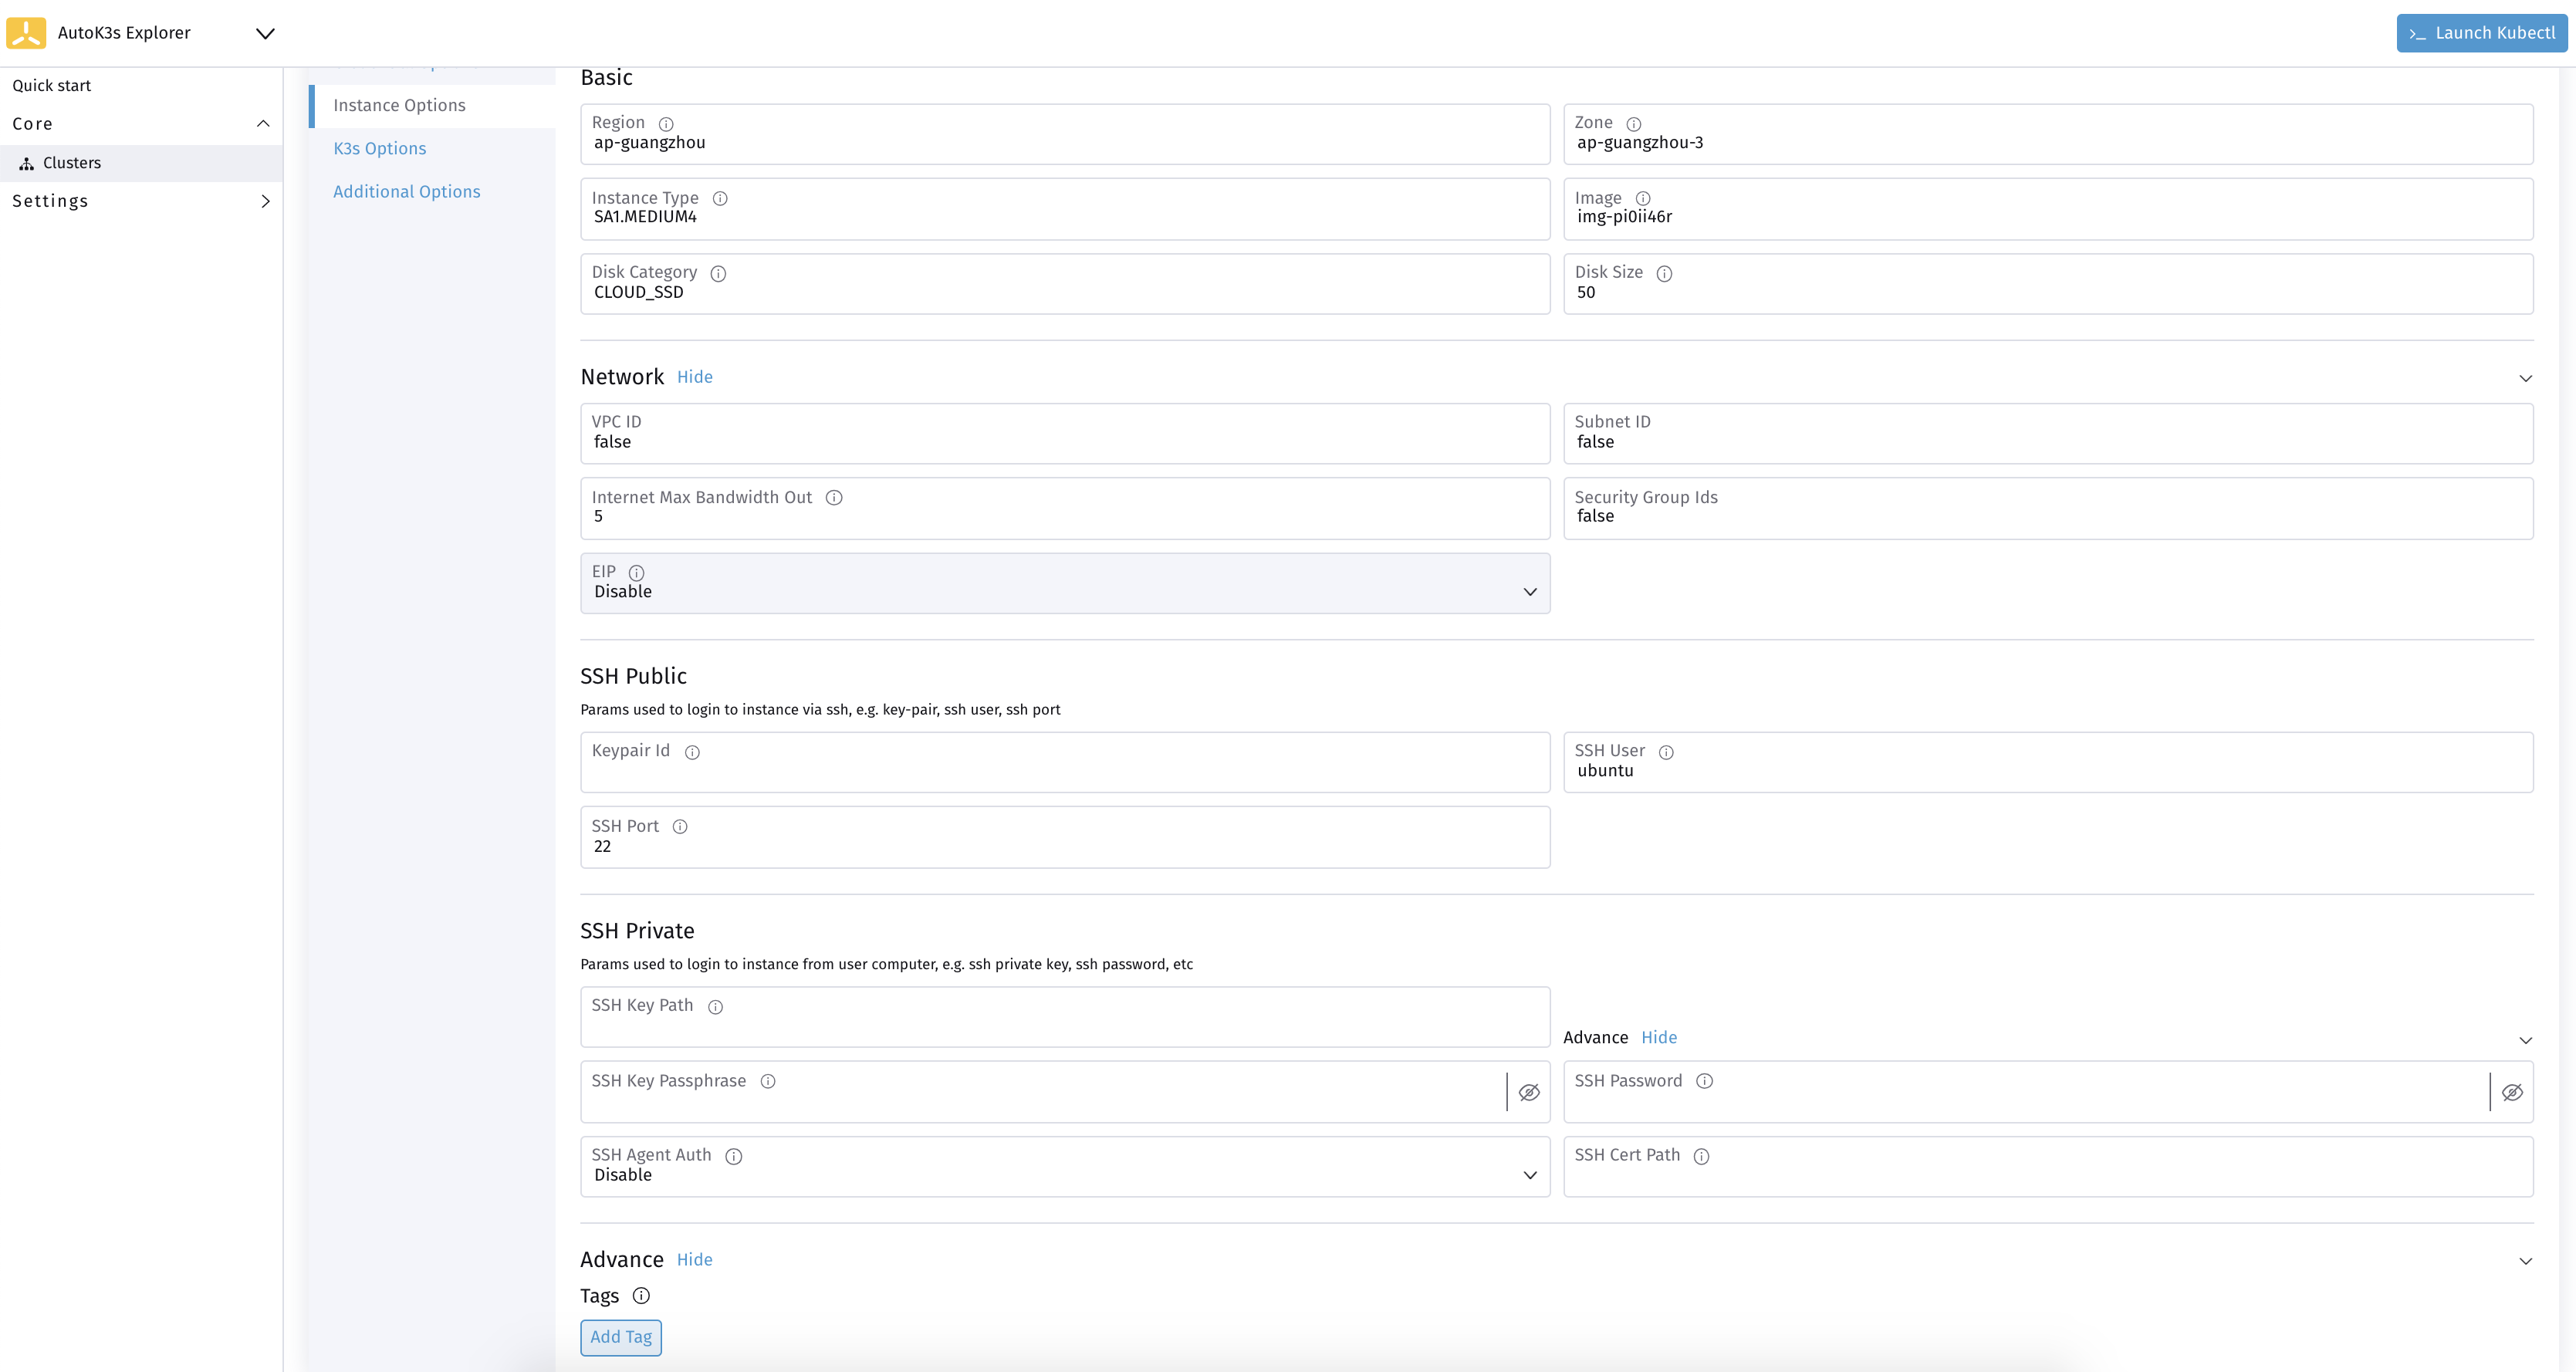 AutoK3s Explorer
Launch Kubectl
Quick start
Core
Clusters
Settings
Instance Options
K3s Options
Additional Options
Basic
Region
ap-guangzhou
Zone
ap-guangzhou-3
Instance Type
SA1.MEDIUM4
Image
img-pi0ii46r
Disk Category
CLOUD_SSD
Disk Size
50
Network Hide
VPC ID
false
Subnet ID
false
Internet Max Bandwidth Out
5
Security Group Ids
false
EIP
Disable
SSH Public
Params used to login to instance via ssh, e.g. key-pair, ssh user, ssh port
Keypair Id
SSH User
ubuntu
SSH Port
22
SSH Private
Params used to login to instance from user computer, e.g. ssh private key, ssh password, etc
SSH Key Path
Advance Hide
SSH Key Passphrase
SSH Password
SSH Agent Auth
Disable
SSH Cert Path
Advance Hide
Tags
Add Tag